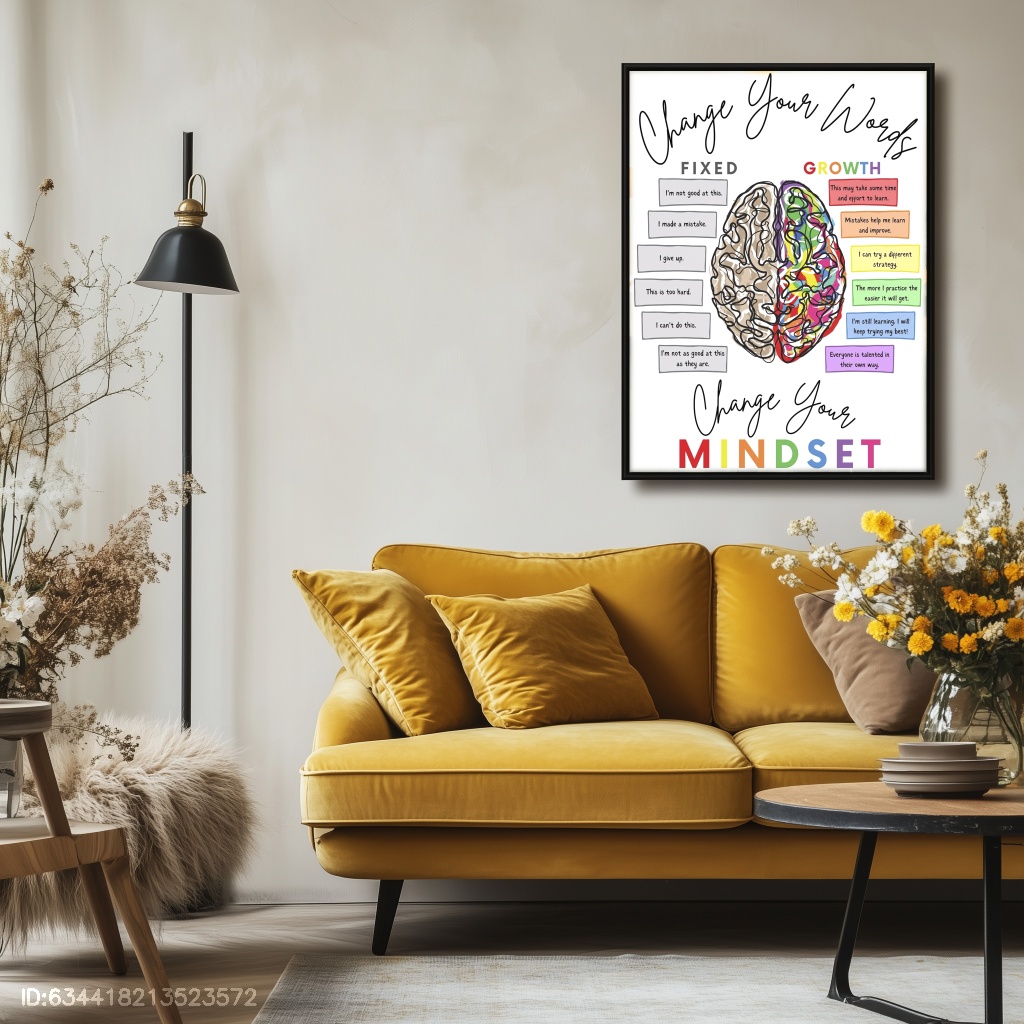 Change Your Words
FIXED
GROWTH
I'm not good at this.
This may take some time
and effort to learn.
I made a mistake.
Mistakes help me learn
and improve.
I give up.
I can try a different
strategy.
This is too hard.
The more I practice the
easier it will get.
I can't do this.
I'm still learning. I will
keep trying my best!
I'm not as good at this
as they are.
Everyone is talented in
their own way.
Change Your
MINDSET
ID:634418213523572